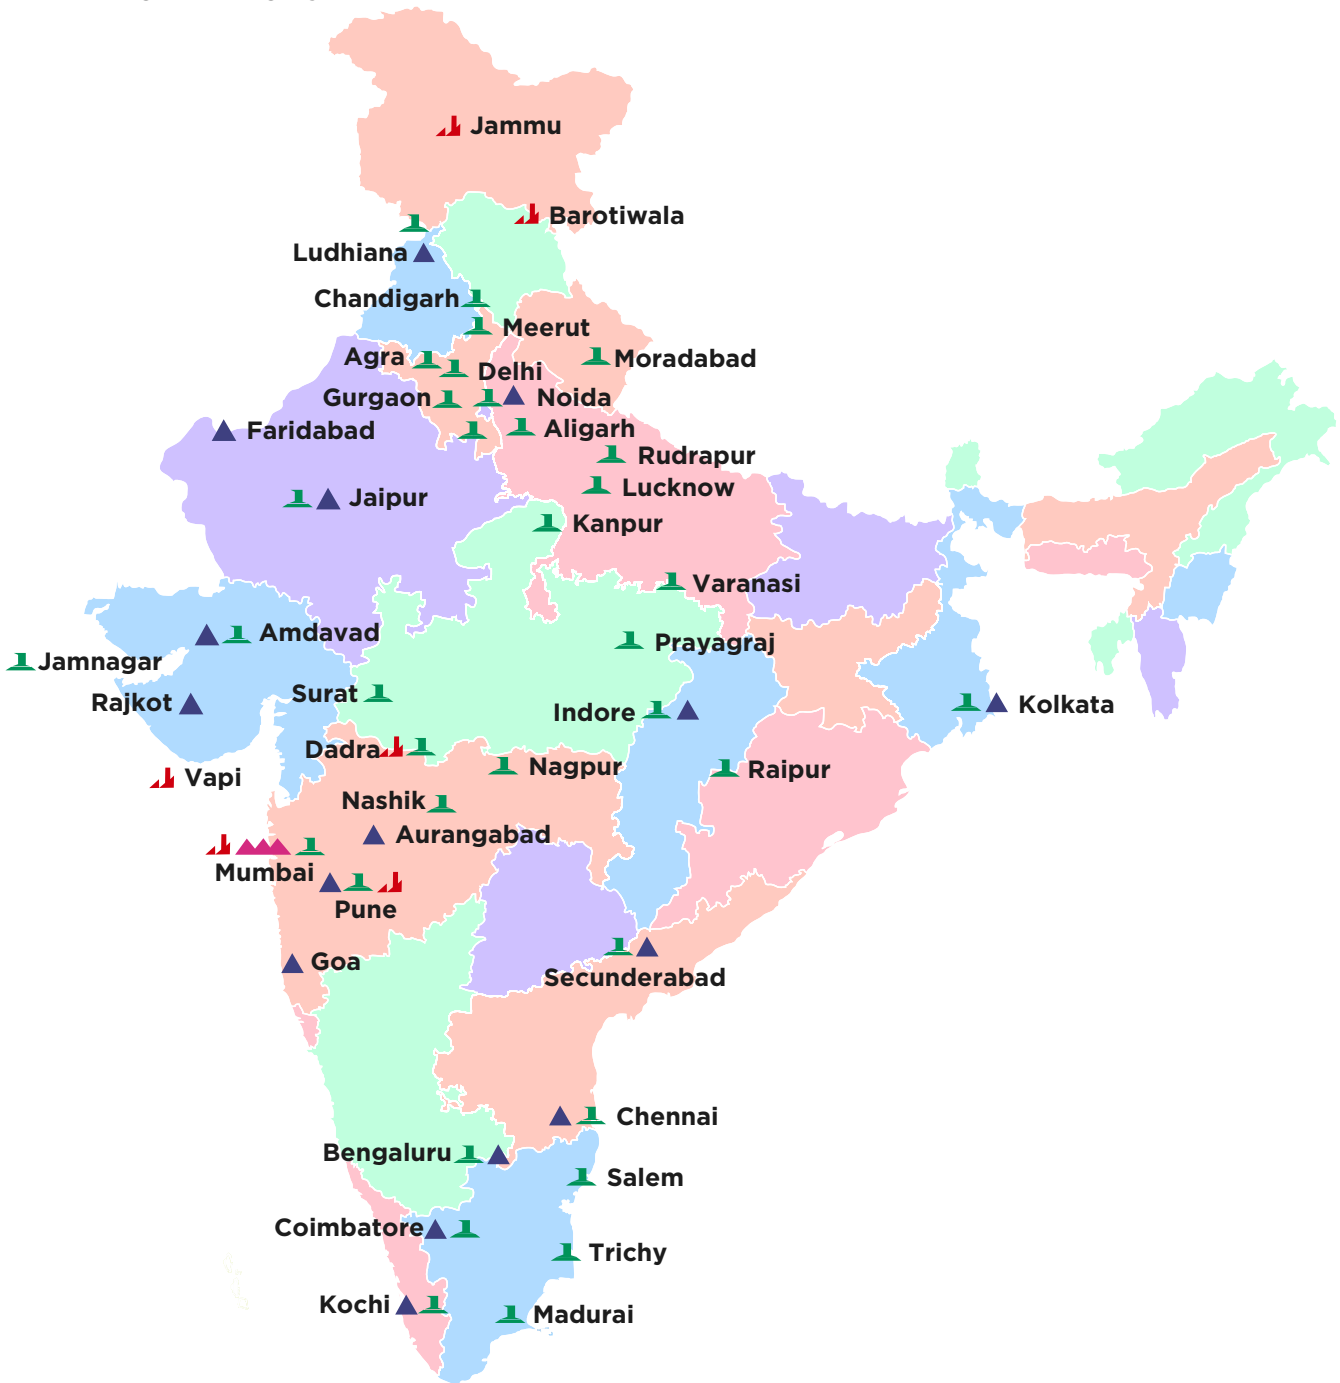 Jammu
Barotiwala
Ludhiana
Chandigarh
Meerut
Agra
Moradabad
Delhi
Gurgaon
Noida
Faridabad
Aligarh
Rudrapur
Lucknow
Jaipur
Kanpur
Varanasi
Amdavad
Prayagraj
Jamnagar
Surat
Rajkot
Indore
Kolkata
Dadra
Nagpur
Raipur
Vapi
Nashik
Aurangabad
Mumbai
Pune
Goa
Secunderabad
Chennai
Bengaluru
Salem
Coimbatore
Trichy
Kochi
Madurai